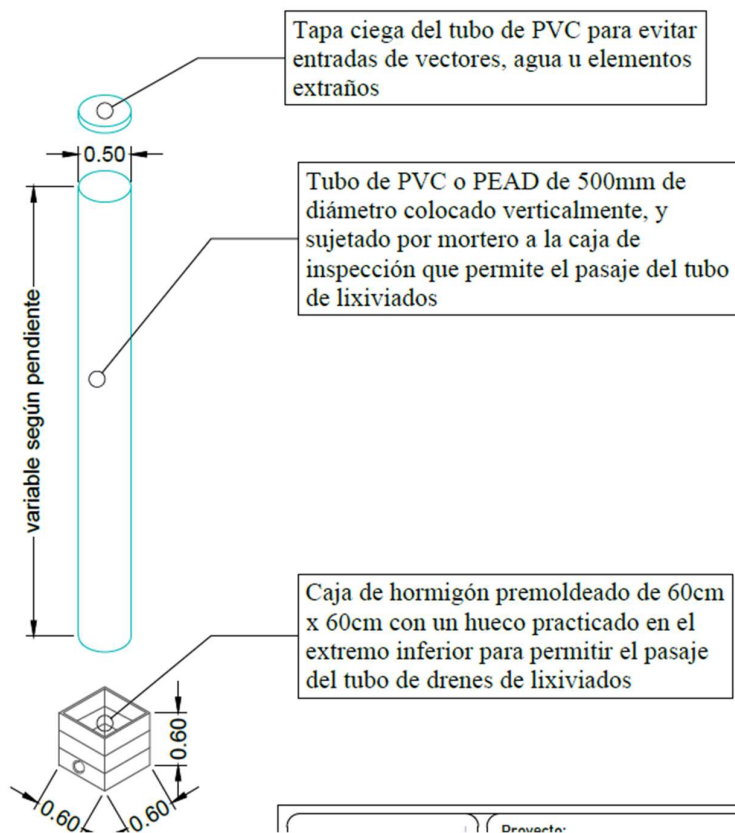 Tapa ciega del tubo de PVC para evitar
entradas de vectores, agua u elementos
extraños
0.50
Tubo de PVC o PEAD de 500mm de
diámetro colocado verticalmente, y
sujetado por mortero a la caja de
inspección que permite el pasaje del tubo
de lixiviados
variable según pendiente
Caja de hormigón premoldeado de 60cm
x 60cm con un hueco practicado en el
extremo inferior para permitir el pasaje
del tubo de drenes de lixiviados
0.60
0.60
0.60
Proyecto: